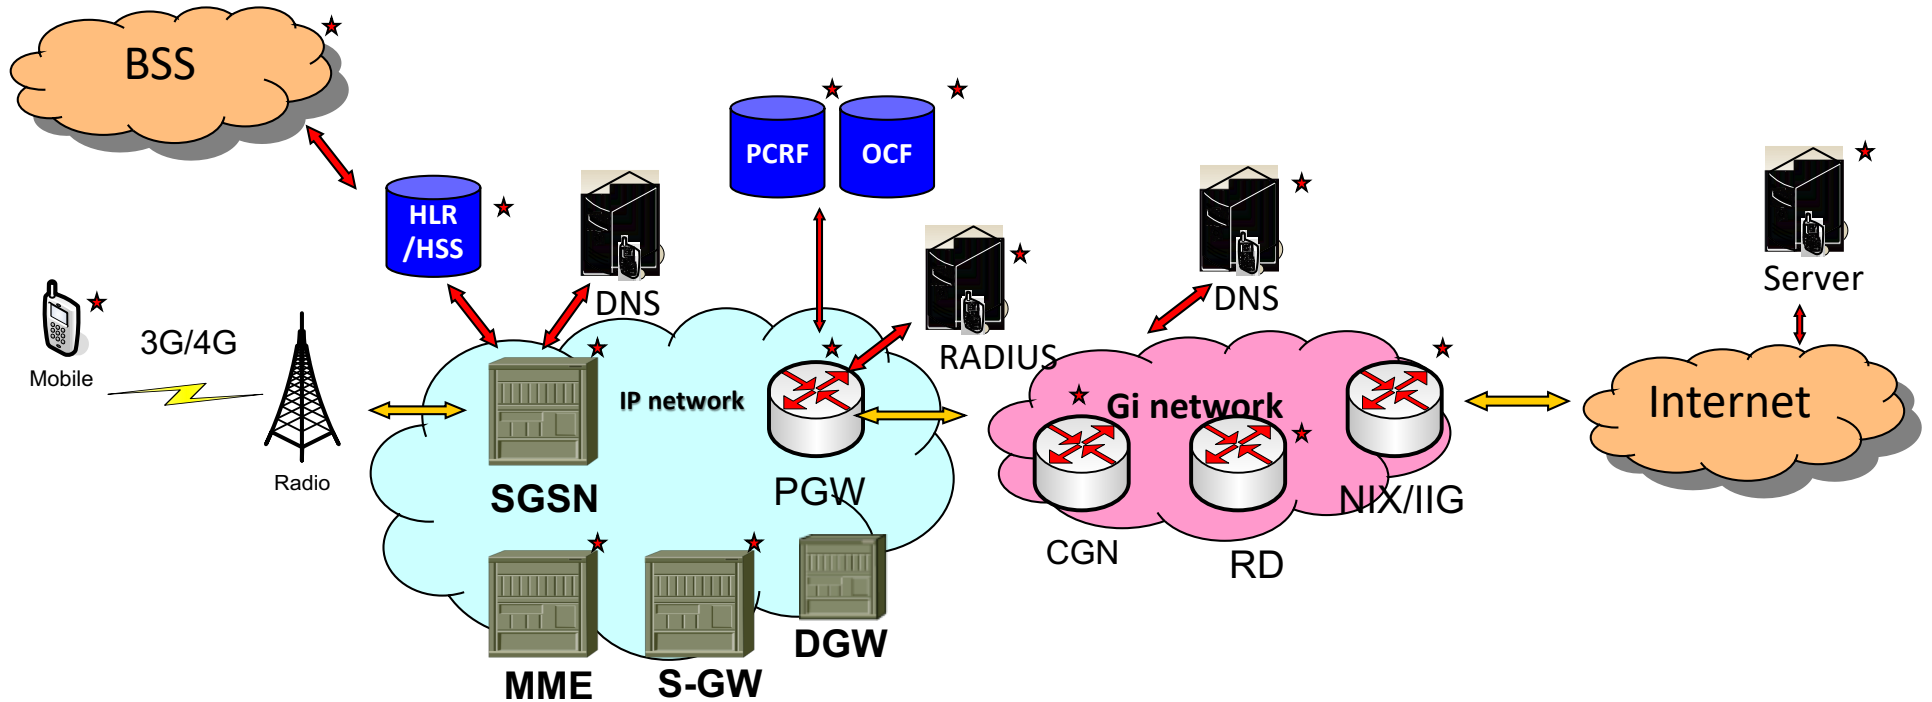 BSS
PCRF
OCF
HLR
/HSS
DNS
DNS
Server
3G/4G
Mobile
RADIUS
IP network
Gi network
Internet
Radio
SGSN
PGW
NIX/IIG
CGN
RD
DGW
MME
S-GW